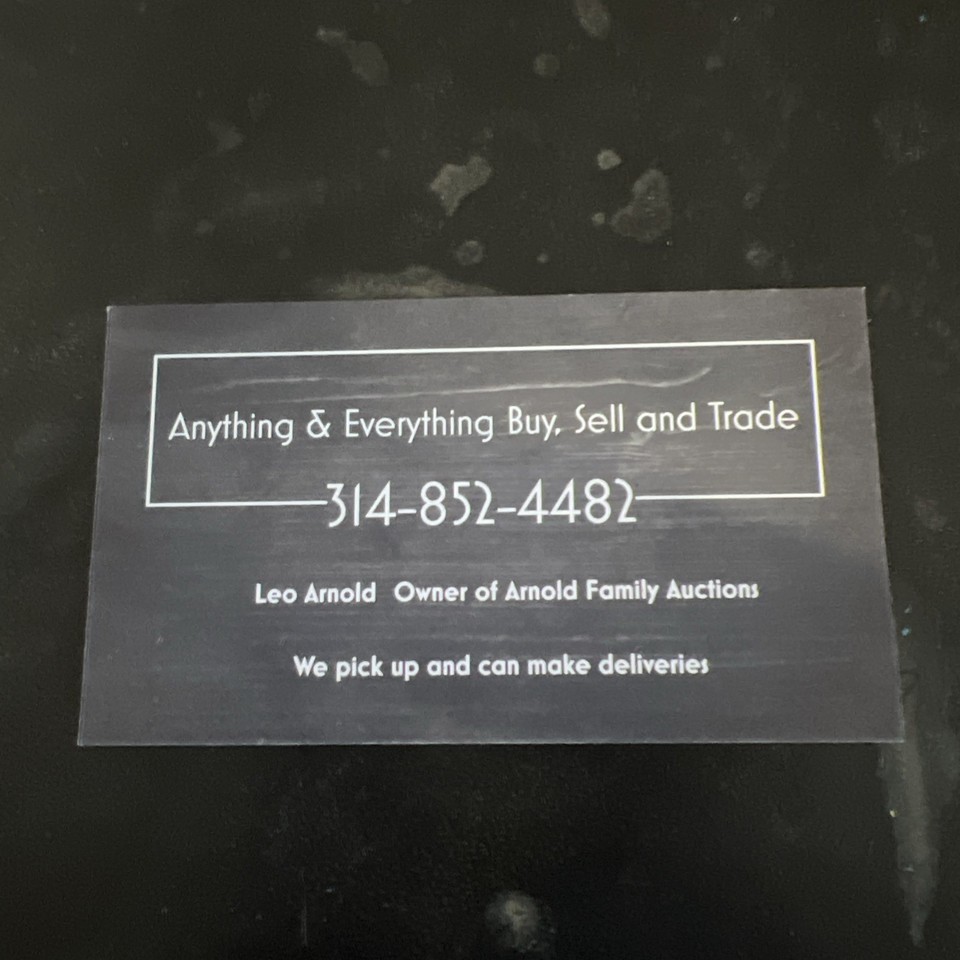 Anything & Everything Buy, Sell and Trade
314-852-4482
Leo Arnold Owner of Arnold Family Auctions
We pick up and can make deliveries